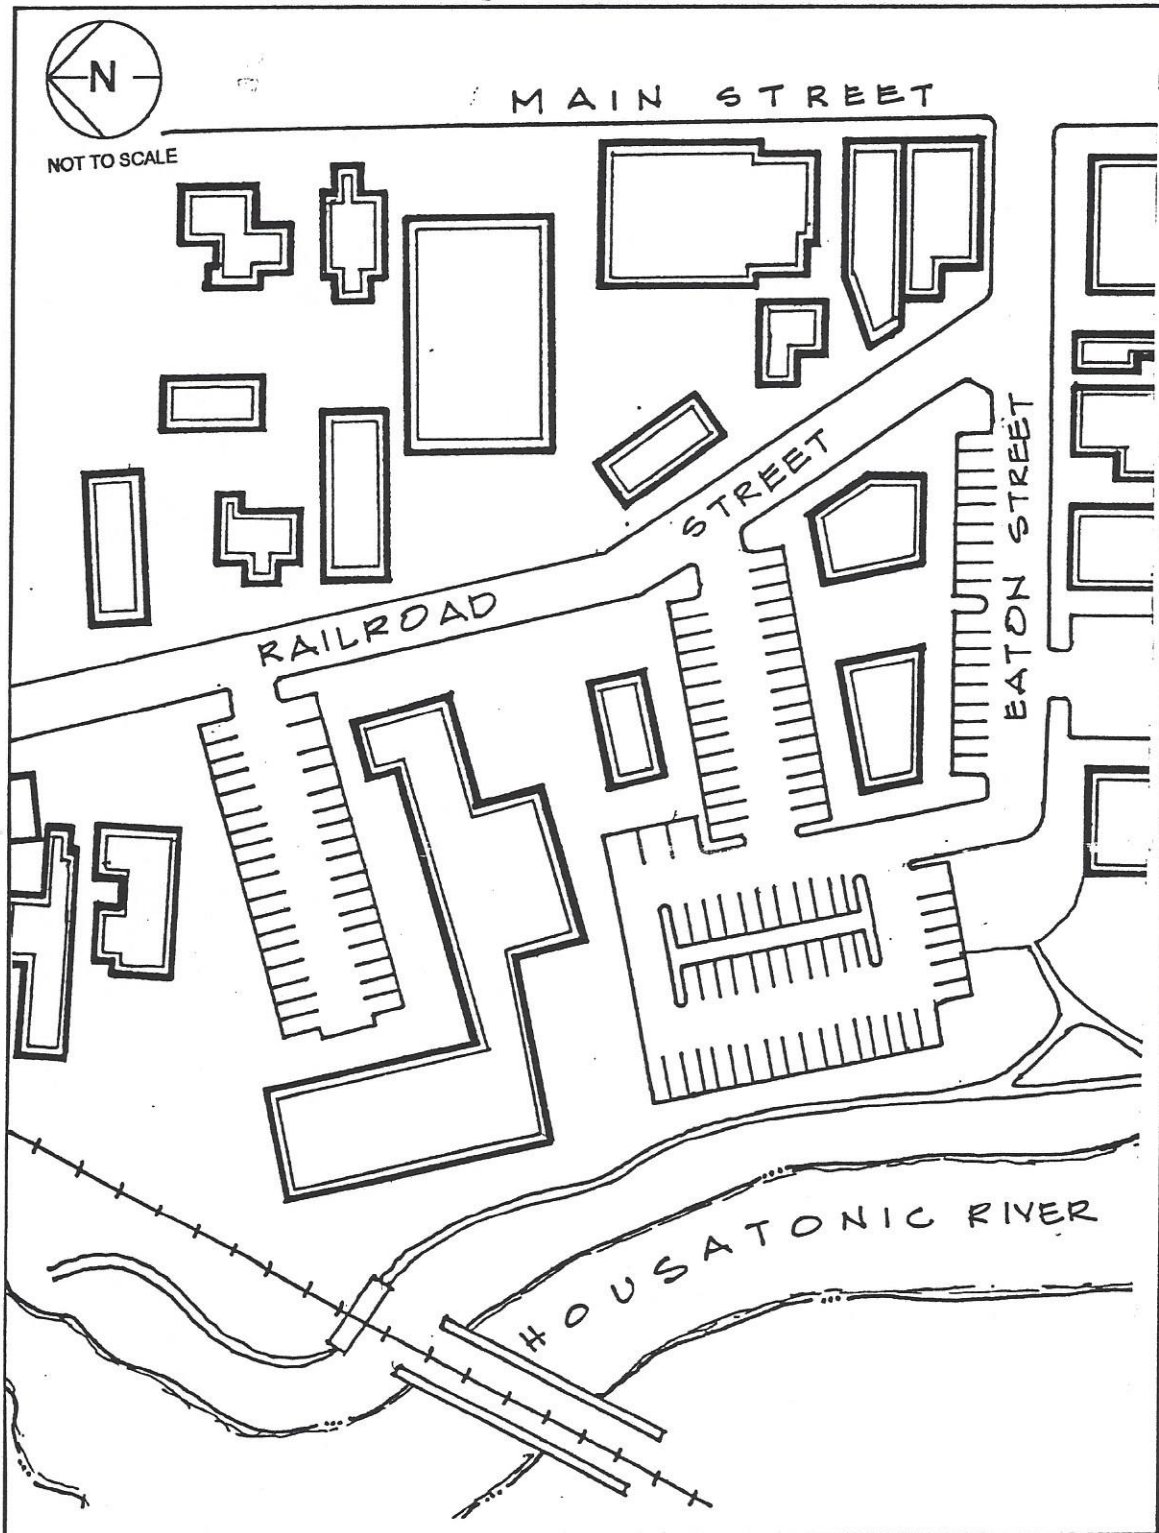 N
NOT TO SCALE
MAIN STREET
RAILROAD STREET
EATON STREET
HOUSATONIC RIVER